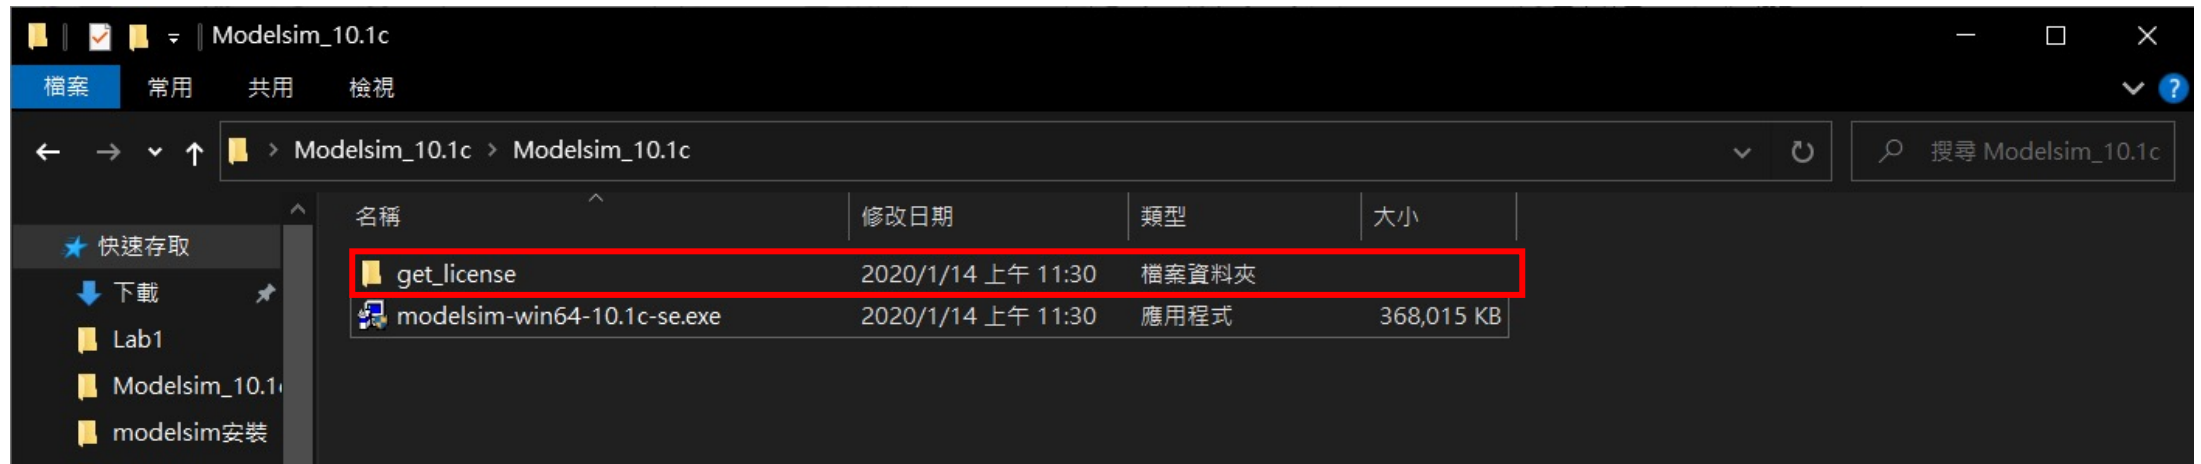 Modelsim_10.1c
檔案 常用 共用 檢視
Modelsim_10.1c > Modelsim_10.1c
搜尋 Modelsim_10.1c
名稱 修改日期 類型 大小
快速存取
get_license 2020/1/14 上午 11:30 檔案資料夾
下載
modelsim-win64-10.1c-se.exe 2020/1/14 上午 11:30 應用程式 368,015 KB
Lab1
Modelsim_10.1
modelsim安裝